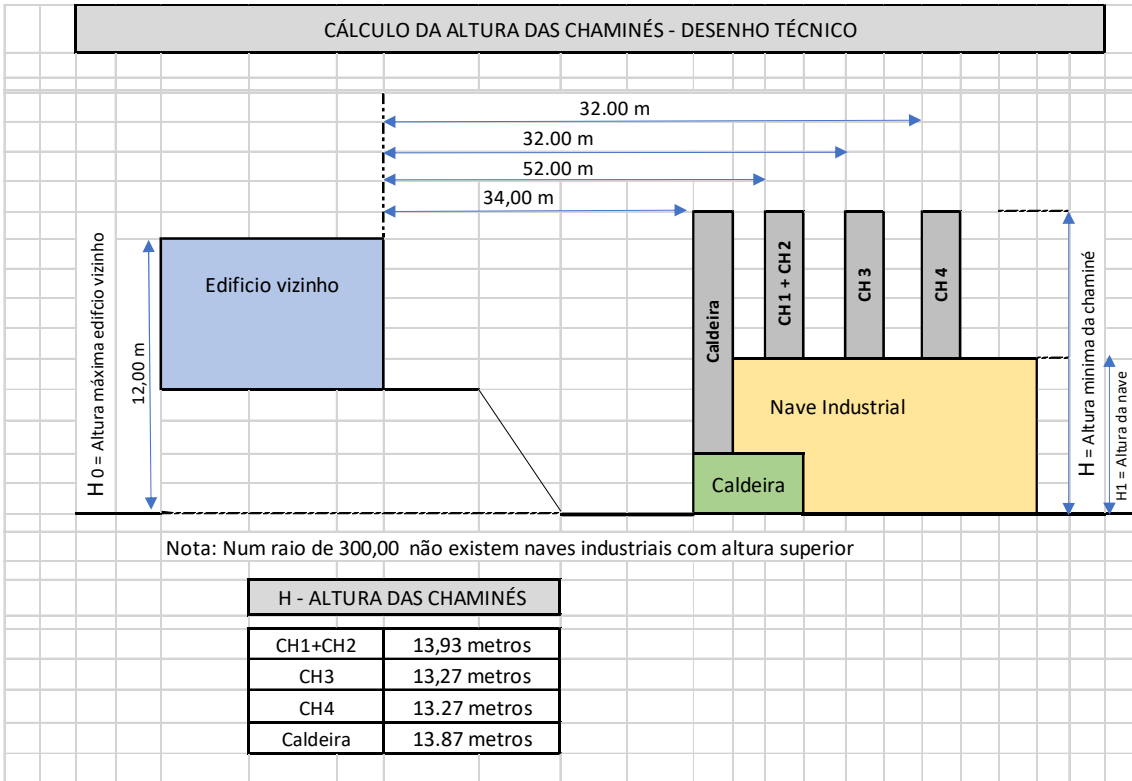 CÁLCULO DA ALTURA DAS CHAMINÉS - DESENHO TÉCNICO
32.00 m
32.00 m
52.00 m
34,00 m
H 0 = Altura máxima edifcio vizinho
12,00 m
Edificio vizinho
Caldeira
CH 1 + CH 2
CH 3
CH 4
Nave Industrial
Caldeira
H = Altura minima da chaminé
H1 = Altura da nave
Nota: Num raio de 300,00 não existem naves industriais com altura superior
H - ALTURA DAS CHAMINÉS
CH1+CH2 13,93 metros
CH3 13,27 metros
CH4 13.27 metros
Caldeira 13.87 metros